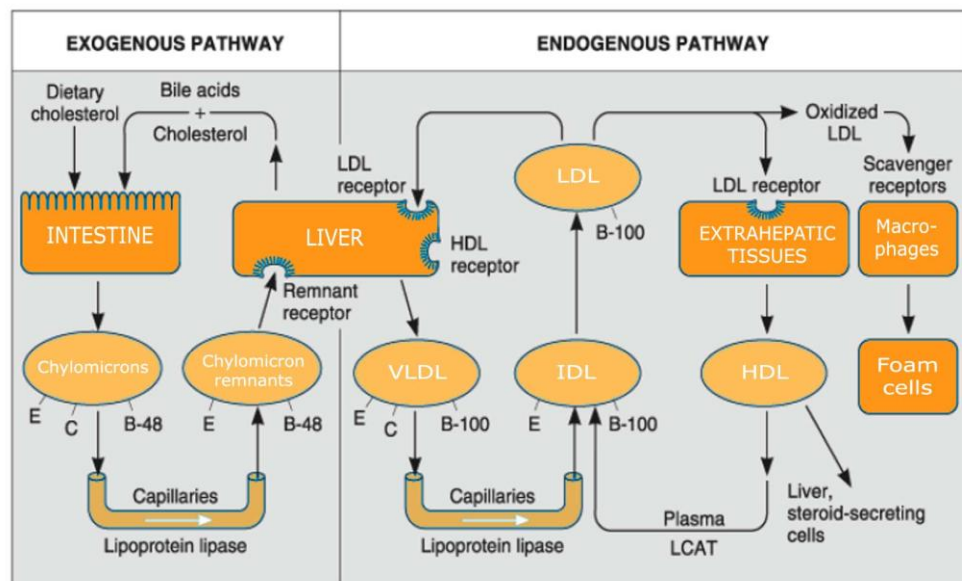 EXOGENOUS PATHWAY
ENDOGENOUS PATHWAY
Dietary
cholesterol
Bile acids
+
Cholesterol
INTESTINE
LIVER
LDL
receptor
HDL
receptor
Remnant
receptor
Chylomicrons
E
C
B-48
Chylomicron
remnants
E
B-48
Capillaries
Lipoprotein lipase
LDL
B-100
Oxidized
LDL
Scavenger
receptors
LDL receptor
EXTRAHEPATIC
TISSUES
Macro-
phages
VLDL
E
C
B-100
IDL
E
B-100
HDL
Foam
cells
Capillaries
Lipoprotein lipase
Plasma
LCAT
Liver,
steroid-secreting
cells